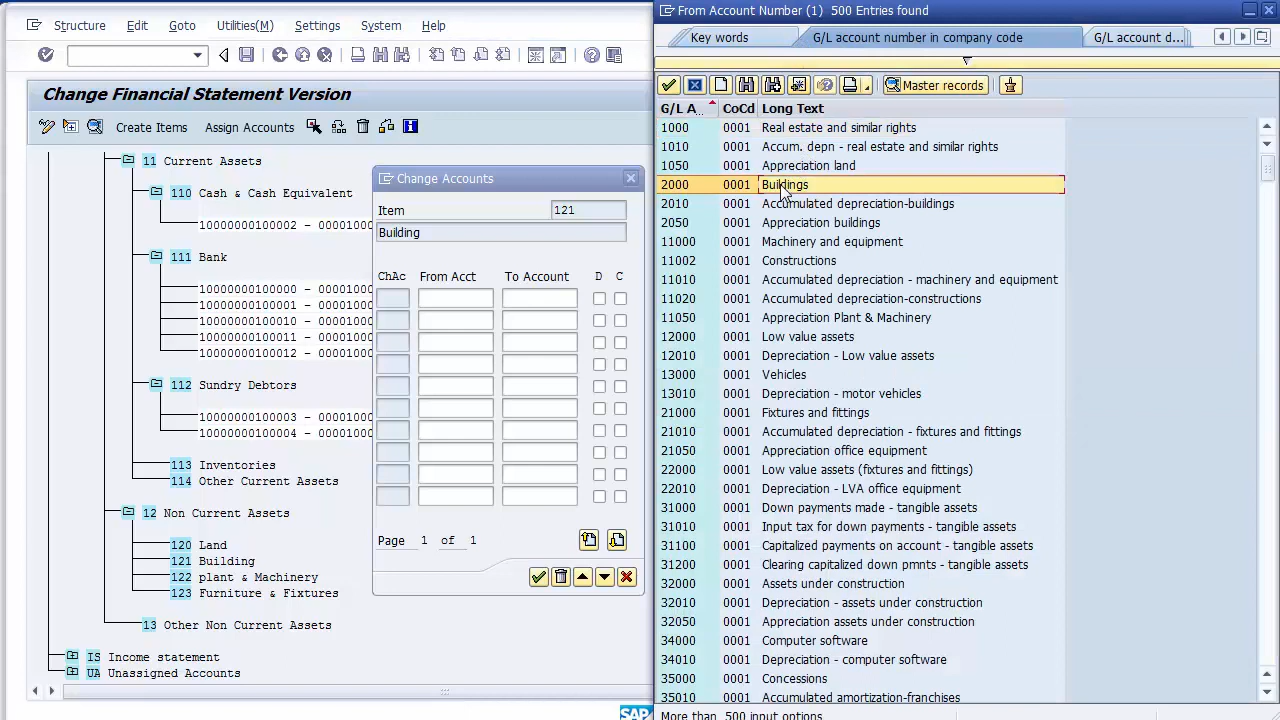 Structure Edit Goto Utilities(M) Settings System Help
Change Financial Statement Version
Create Items Assign Accounts
11 Current Assets
110 Cash & Cash Equivalent
10000000100002 - 00001000
111 Bank
10000000100000 - 00001000
10000000100001 - 00001000
10000000100010 - 00001000
10000000100011 - 00001000
10000000100012 - 00001000
112 Sundry Debtors
10000000100003 - 00001000
10000000100004 - 00001000
113 Inventories
114 Other Current Assets
12 Non Current Assets
120 Land
121 Building
122 plant & Machinery
123 Furniture & Fixtures
13 Other Non Current Assets
IS Income statement
UA Unassigned Accounts
SAP
Change Accounts
Item 121
Building
ChAc From Acct To Account D C
Page 1 of 1
From Account Number (1) 500 Entries found
Key words G/L account number in company code G/L account d...
Master records
G/L A... CoCd Long Text
1000 0001 Real estate and similar rights
1010 0001 Accum. depn - real estate and similar rights
1050 0001 Appreciation land
2000 0001 Buildings
2010 0001 Accumulated depreciation-buildings
2050 0001 Appreciation buildings
11000 0001 Machinery and equipment
11002 0001 Constructions
11010 0001 Accumulated depreciation - machinery and equipment
11020 0001 Accumulated depreciation-constructions
11050 0001 Appreciation Plant & Machinery
12000 0001 Low value assets
12010 0001 Depreciation - Low value assets
13000 0001 Vehicles
13010 0001 Depreciation - motor vehicles
21000 0001 Fixtures and fittings
21010 0001 Accumulated depreciation - fixtures and fittings
21050 0001 Appreciation office equipment
22000 0001 Low value assets (fixtures and fittings)
22010 0001 Depreciation - LVA office equipment
31000 0001 Down payments made - tangible assets
31010 0001 Input tax for down payments - tangible assets
31100 0001 Capitalized payments on account - tangible assets
31200 0001 Clearing capitalized down pmnts - tangible assets
32000 0001 Assets under construction
32010 0001 Depreciation - assets under construction
32050 0001 Appreciation assets under construction
34000 0001 Computer software
34010 0001 Depreciation - computer software
35000 0001 Concessions
35010 0001 Accumulated amortization-franchises
More than 500 input options